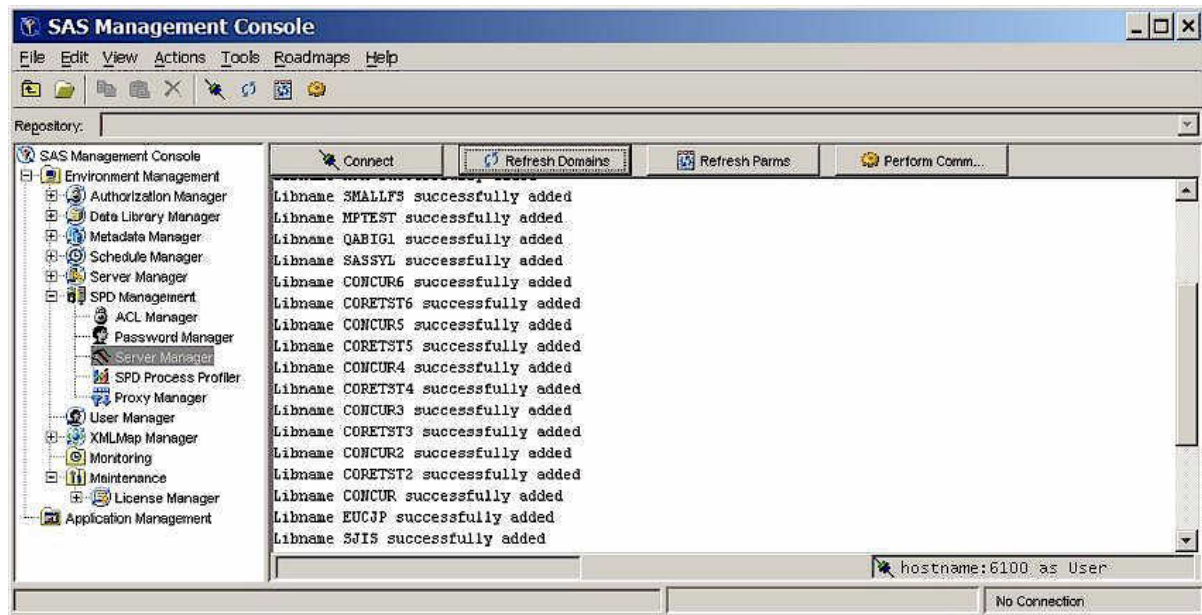 SAS Management Console
File Edit View Actions Tools Roadmaps Help
Repository:
SAS Management Console
Environment Management
Authorization Manager
Data Library Manager
Metadata Manager
Schedule Manager
Server Manager
SPD Management
ACL Manager
Password Manager
Server Manager
SPD Process Profiler
Proxy Manager
User Manager
XMLMap Manager
Monitoring
Maintenance
License Manager
Application Management
Connect Refresh Domains Refresh Parms Perform Comm...
Libname SMALLFS successfully added
Libname MPTEST successfully added
Libname QABIG1 successfully added
Libname SASSYL successfully added
Libname CONCUR6 successfully added
Libname CORETST6 successfully added
Libname CONCUR5 successfully added
Libname CORETST5 successfully added
Libname CONCUR4 successfully added
Libname CORETST4 successfully added
Libname CONCUR3 successfully added
Libname CORETST3 successfully added
Libname CONCUR2 successfully added
Libname CORETST2 successfully added
Libname CONCUR successfully added
Libname EUCJP successfully added
Libname SJIS successfully added
hostname:6100 as User
No Connection